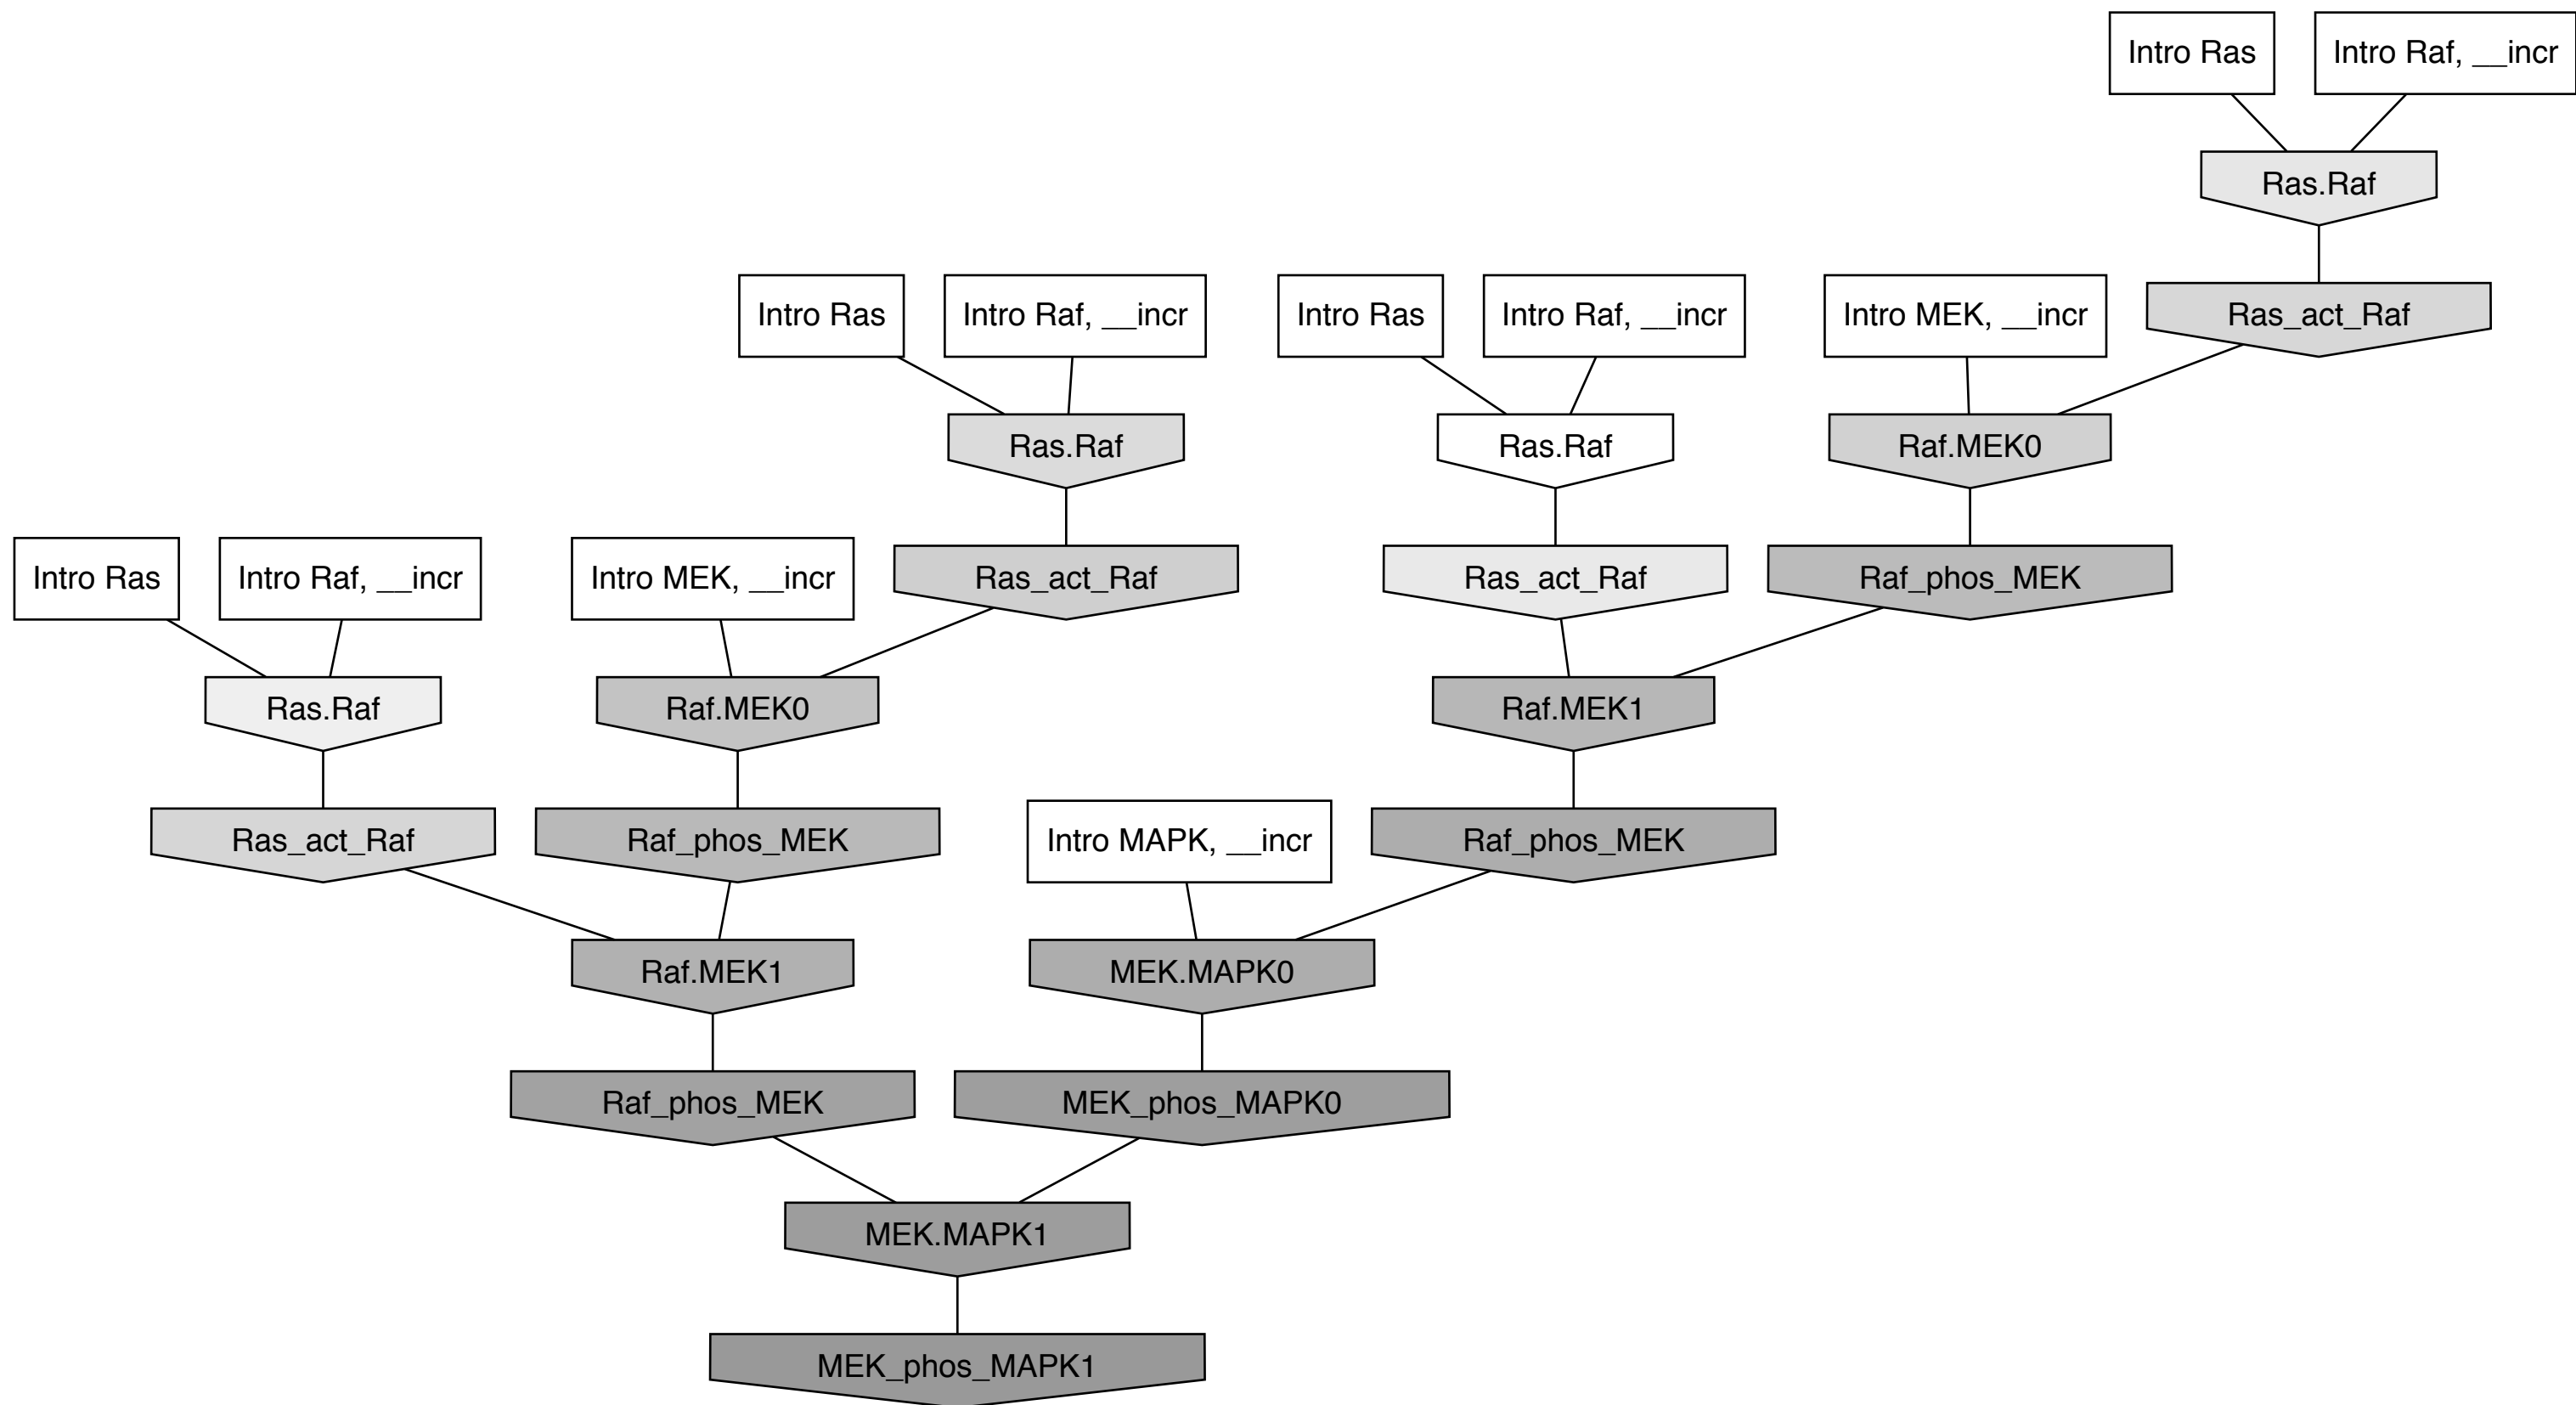 Intro Ras
Intro Raf, __incr
Ras.Raf
Intro Ras
Intro Raf, __incr
Intro Ras
Intro Raf, __incr
Intro MEK, __incr
Ras_act_Raf
Ras.Raf
Ras.Raf
Raf.MEK0
Intro Ras
Intro Raf, __incr
Intro MEK, __incr
Ras_act_Raf
Ras_act_Raf
Raf_phos_MEK
Ras.Raf
Raf.MEK0
Raf.MEK1
Ras_act_Raf
Raf_phos_MEK
Intro MAPK, __incr
Raf_phos_MEK
Raf.MEK1
MEK.MAPK0
Raf_phos_MEK
MEK_phos_MAPK0
MEK.MAPK1
MEK_phos_MAPK1